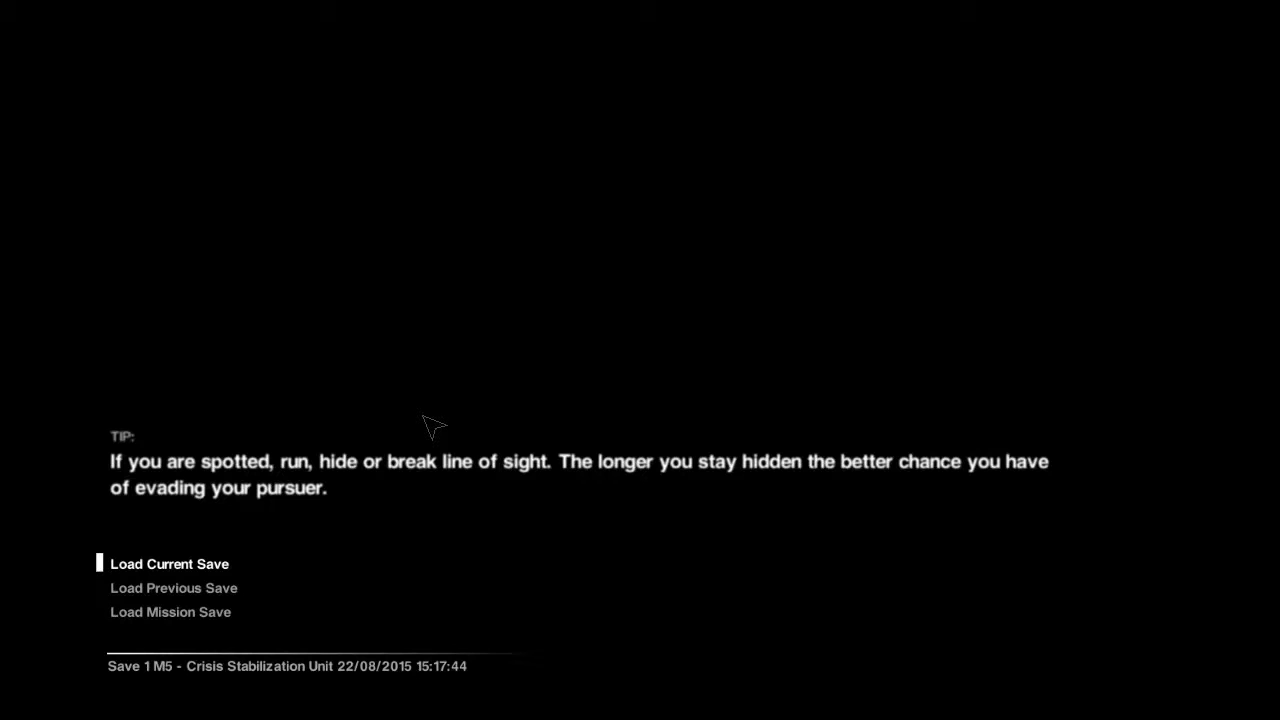 TIP:
If you are spotted, run, hide or break line of sight. The longer you stay hidden the better chance you have
of evading your pursuer.
Load Current Save
Load Previous Save
Load Mission Save
Save 1 M5 - Crisis Stabilization Unit 22/08/2015 15:17:44